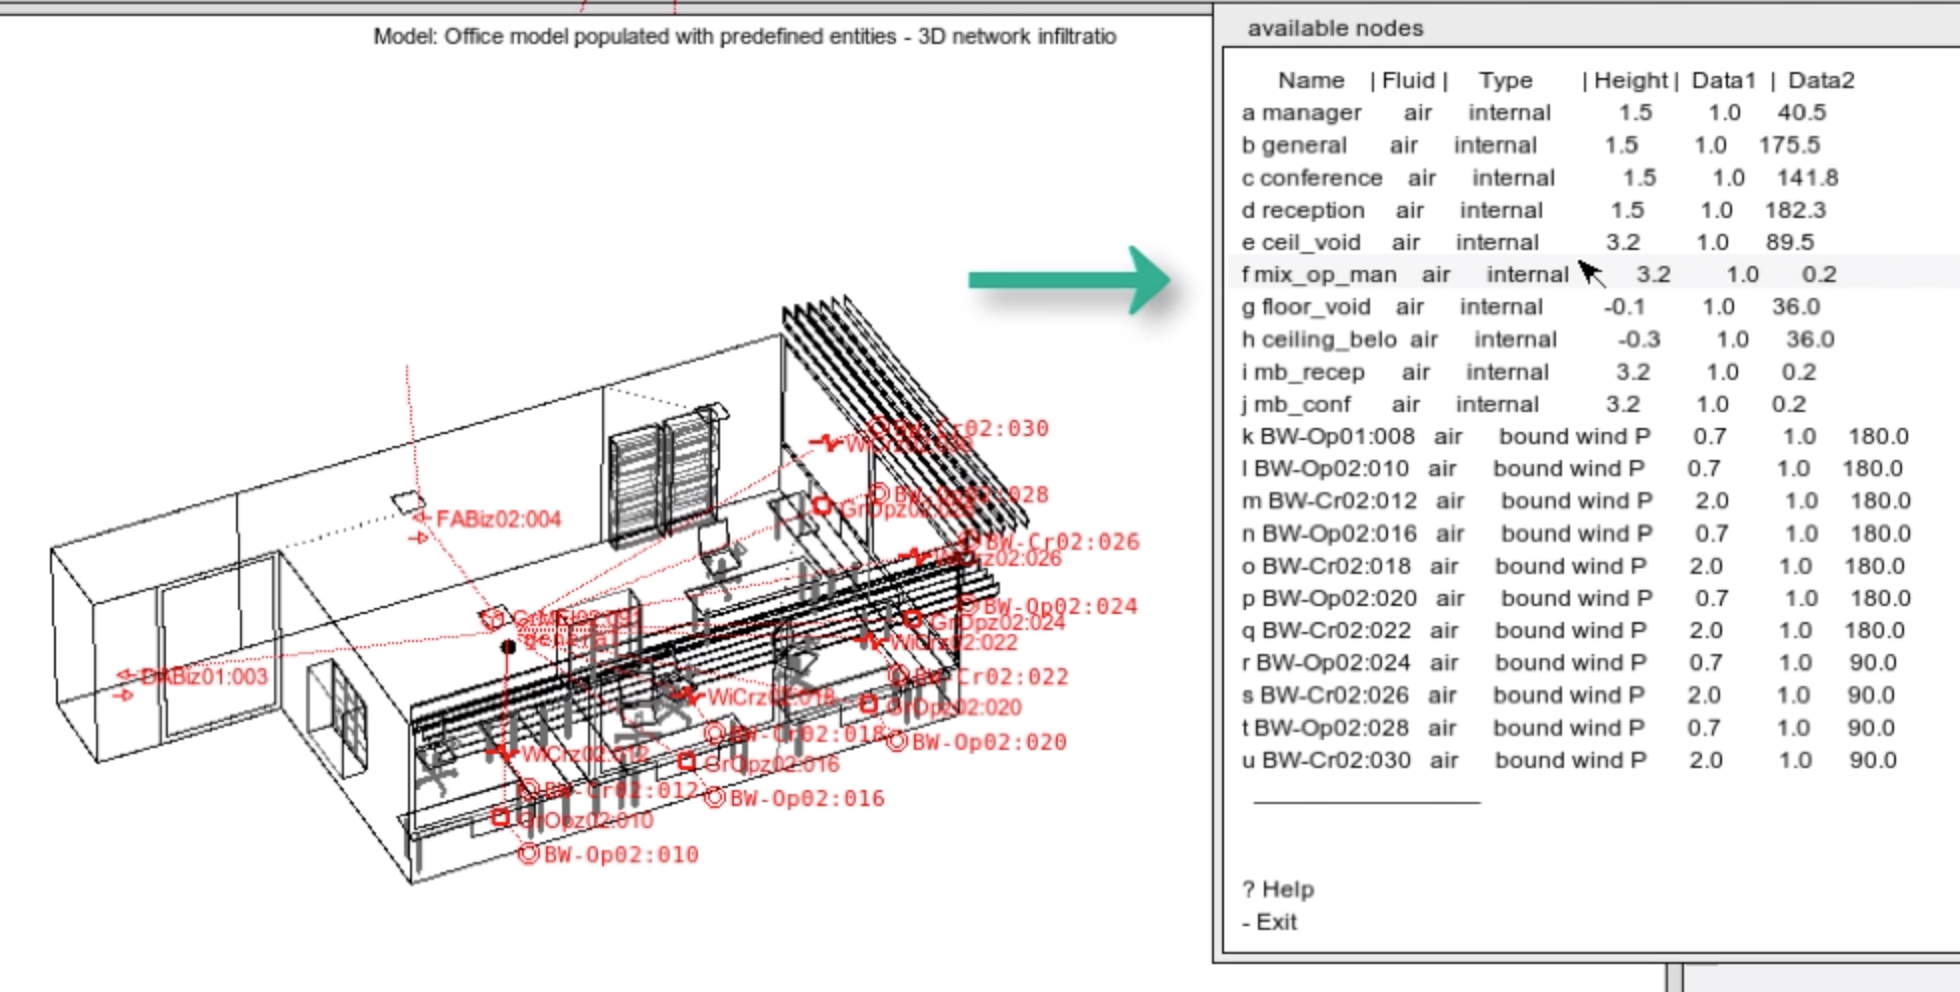 Model: Office model populated with predefined entities - 3D network infiltratio
BW-Cr02:030
BW-Op02:028
FABiz02:004
BW-Cr02:026
BW-Op02:024
GrOpz02:024
WiCrz02:022
general
DABiz01:003
BW-Cr02:022
WiCrz02:018
GrOpz02:020
BW-Cr02:018
BW-Op02:020
WiCrz02:012
GrOpz02:016
BW-Cr02:012
BW-Op02:016
GrOpz02:010
BW-Op02:010
available nodes
Name | Fluid | Type | Height | Data1 | Data2
a manager air internal 1.5 1.0 40.5
b general air internal 1.5 1.0 175.5
c conference air internal 1.5 1.0 141.8
d reception air internal 1.5 1.0 182.3
e ceil_void air internal 3.2 1.0 89.5
f mix_op_man air internal 3.2 1.0 0.2
g floor_void air internal -0.1 1.0 36.0
h ceiling_belo air internal -0.3 1.0 36.0
i mb_recep air internal 3.2 1.0 0.2
j mb_conf air internal 3.2 1.0 0.2
k BW-Op01:008 air bound wind P 0.7 1.0 180.0
l BW-Op02:010 air bound wind P 0.7 1.0 180.0
m BW-Cr02:012 air bound wind P 2.0 1.0 180.0
n BW-Op02:016 air bound wind P 0.7 1.0 180.0
o BW-Cr02:018 air bound wind P 2.0 1.0 180.0
p BW-Op02:020 air bound wind P 0.7 1.0 180.0
q BW-Cr02:022 air bound wind P 2.0 1.0 180.0
r BW-Op02:024 air bound wind P 0.7 1.0 90.0
s BW-Cr02:026 air bound wind P 2.0 1.0 90.0
t BW-Op02:028 air bound wind P 0.7 1.0 90.0
u BW-Cr02:030 air bound wind P 2.0 1.0 90.0
? Help
- Exit